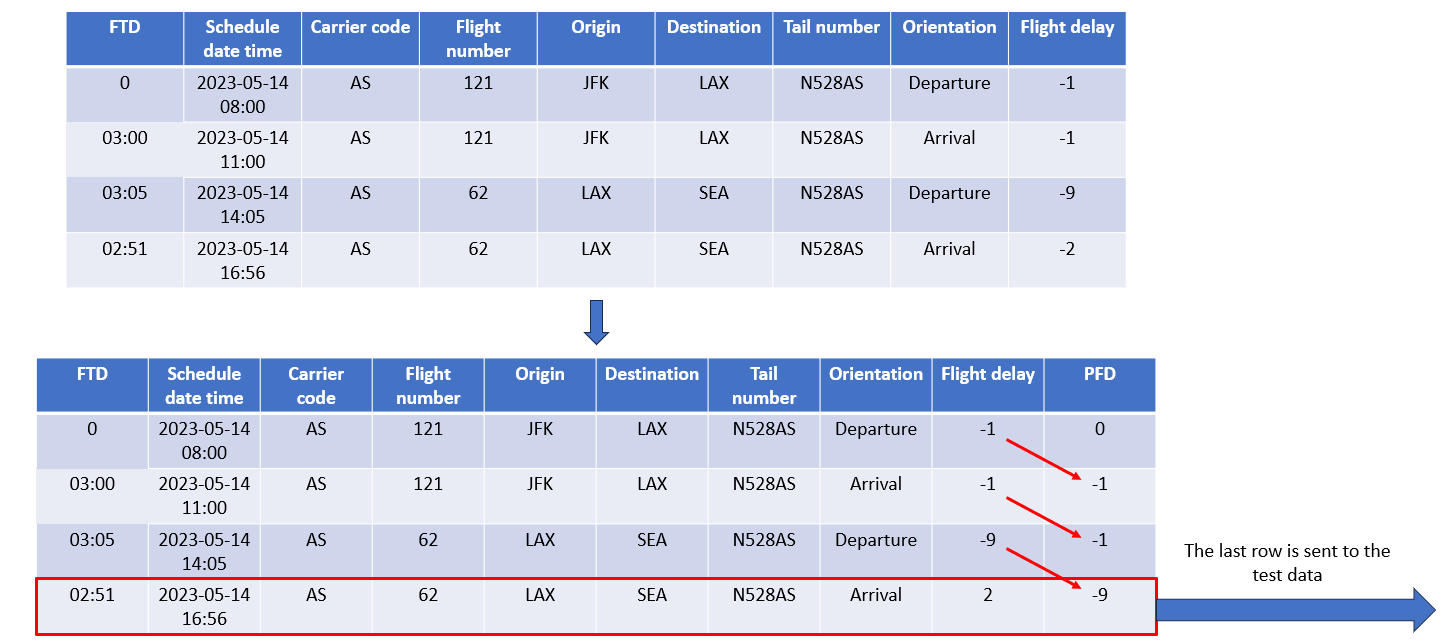 FTD Schedule date time Carrier code Flight number Origin Destination Tail number Orientation Flight delay
0 2023-05-14 08:00 AS 121 JFK LAX N528AS Departure -1
03:00 2023-05-14 11:00 AS 121 JFK LAX N528AS Arrival -1
03:05 2023-05-14 14:05 AS 62 LAX SEA N528AS Departure -9
02:51 2023-05-14 16:56 AS 62 LAX SEA N528AS Arrival -2
FTD Schedule date time Carrier code Flight number Origin Destination Tail number Orientation Flight delay PFD
0 2023-05-14 08:00 AS 121 JFK LAX N528AS Departure -1 0
03:00 2023-05-14 11:00 AS 121 JFK LAX N528AS Arrival -1 -1
03:05 2023-05-14 14:05 AS 62 LAX SEA N528AS Departure -9 -1
02:51 2023-05-14 16:56 AS 62 LAX SEA N528AS Arrival 2 -9
The last row is sent to the
test data